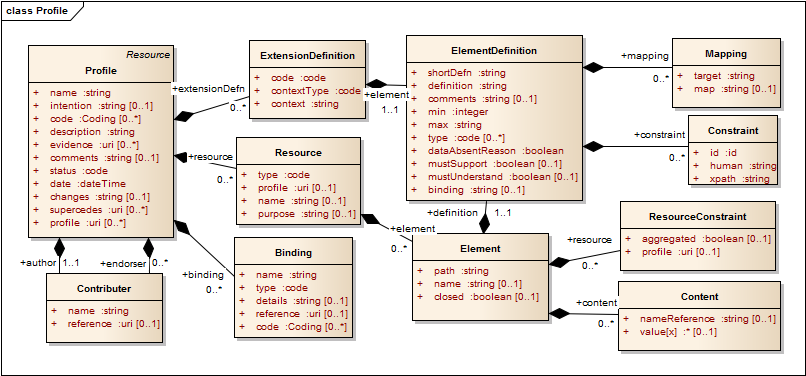 class Profile
Resource
Profile
+ name :string
+ intention :string [0..1]
+ code :Coding [0..*]
+ description :string
+ evidence :uri [0..*]
+ comments :string [0..1]
+ status :code
+ date :dateTime
+ changes :string [0..1]
+ supercedes :uri [0..*]
+ profile :uri [0..*]
+extensionDefn
0..*
ExtensionDefinition
+ code :code
+ contextType :code
+ context :string
+element
1..1
ElementDefinition
+ shortDefn :string
+ definition :string
+ comments :string [0..1]
+ min :integer
+ max :string
+ type :code [0..*]
+ dataAbsentReason :boolean
+ mustSupport :boolean [0..1]
+ mustUnderstand :boolean [0..1]
+ binding :string [0..1]
+mapping
0..*
Mapping
+ target :string
+ map :string [0..1]
+constraint
0..*
Constraint
+ id :id
+ human :string
+ xpath :string
+resource
0..*
Resource
+ type :code
+ profile :uri [0..1]
+ name :string [0..1]
+ purpose :string [0..1]
+element
0..*
+definition
1..1
Element
+ path :string
+ name :string [0..1]
+ closed :boolean [0..1]
+resource
0..*
ResourceConstraint
+ aggregated :boolean [0..1]
+ profile :uri [0..1]
+content
0..*
Content
+ nameReference :string [0..1]
+ value[x] :* [0..1]
+binding
0..*
Binding
+ name :string
+ type :code
+ details :string [0..1]
+ reference :uri [0..1]
+ code :Coding [0..*]
+author
1..1
+endorser
0..*
Contributer
+ name :string
+ reference :uri [0..1]